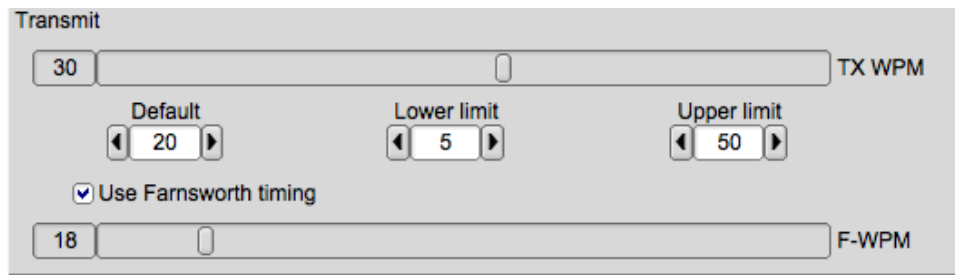 Transmit
30 TX WPM
Default Lower limit Upper limit
20 5 50
Use Farnsworth timing
18 F-WPM